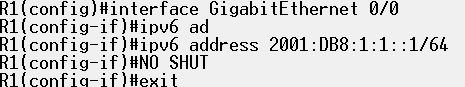 R1(config)#interface GigabitEthernet 0/0
R1(config-if)#ipv6 ad
R1(config-if)#ipv6 address 2001:DB8:1:1::1/64
R1(config-if)#NO SHUT
R1(config-if)#exit